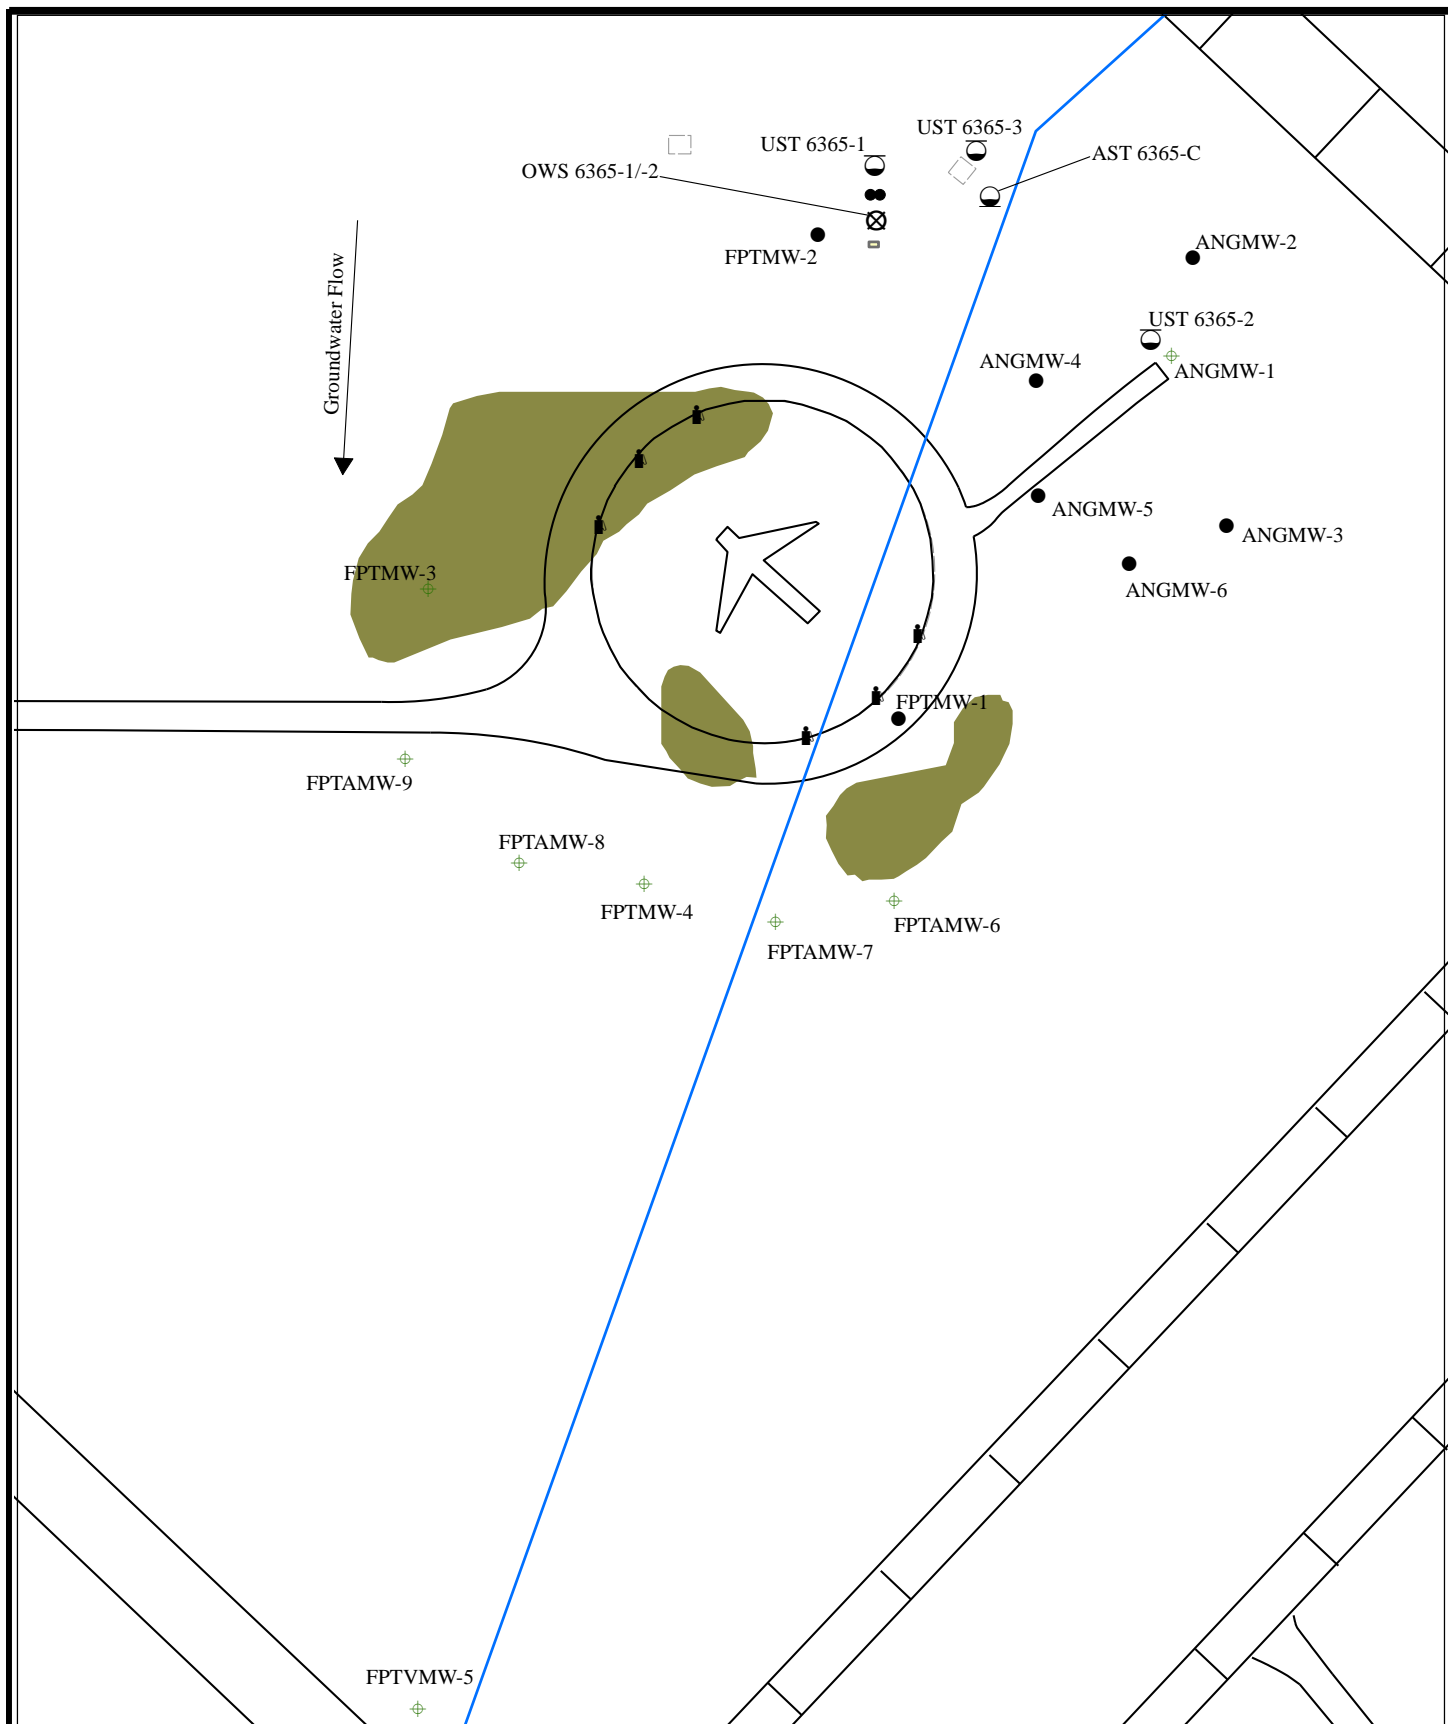 UST 6365-3
UST 6365-1
AST 6365-C
OWS 6365-1/-2
ANGMW-2
FPTMW-2
Groundwater Flow
UST 6365-2
ANGMW-4
ANGMW-1
ANGMW-5
ANGMW-3
FPTMW-3
ANGMW-6
FPTMW-1
FPTAMW-9
FPTAMW-8
FPTMW-4
FPTAMW-6
FPTAMW-7
FPTVMW-5